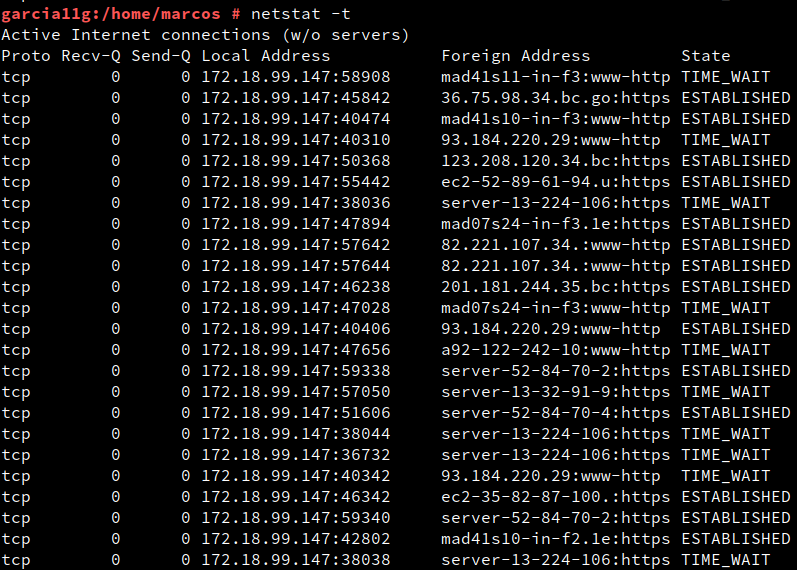 garcia11g:/home/marcos # netstat -t
Active Internet connections (w/o servers)
Proto Recv-Q Send-Q Local Address           Foreign Address         State
tcp        0      0 172.18.99.147:58908     mad41s11-in-f3:www-http TIME_WAIT
tcp        0      0 172.18.99.147:45842     36.75.98.34.bc.go:https ESTABLISHED
tcp        0      0 172.18.99.147:40474     mad41s10-in-f3:www-http ESTABLISHED
tcp        0      0 172.18.99.147:40310     93.184.220.29:www-http  TIME_WAIT
tcp        0      0 172.18.99.147:50368     123.208.120.34.bc:https ESTABLISHED
tcp        0      0 172.18.99.147:55442     ec2-52-89-61-94.u:https ESTABLISHED
tcp        0      0 172.18.99.147:38036     server-13-224-106:https TIME_WAIT
tcp        0      0 172.18.99.147:47894     mad07s24-in-f3.1e:https ESTABLISHED
tcp        0      0 172.18.99.147:57642     82.221.107.34.:www-http ESTABLISHED
tcp        0      0 172.18.99.147:57644     82.221.107.34.:www-http ESTABLISHED
tcp        0      0 172.18.99.147:46238     201.181.244.35.bc:https ESTABLISHED
tcp        0      0 172.18.99.147:47028     mad07s24-in-f3:www-http TIME_WAIT
tcp        0      0 172.18.99.147:40406     93.184.220.29:www-http  ESTABLISHED
tcp        0      0 172.18.99.147:47656     a92-122-242-10:www-http TIME_WAIT
tcp        0      0 172.18.99.147:59338     server-52-84-70-2:https ESTABLISHED
tcp        0      0 172.18.99.147:57050     server-13-32-91-9:https TIME_WAIT
tcp        0      0 172.18.99.147:51606     server-52-84-70-4:https ESTABLISHED
tcp        0      0 172.18.99.147:38044     server-13-224-106:https TIME_WAIT
tcp        0      0 172.18.99.147:36732     server-13-224-106:https TIME_WAIT
tcp        0      0 172.18.99.147:40342     93.184.220.29:www-http  TIME_WAIT
tcp        0      0 172.18.99.147:46342     ec2-35-82-87-100.:https ESTABLISHED
tcp        0      0 172.18.99.147:59340     server-52-84-70-2:https ESTABLISHED
tcp        0      0 172.18.99.147:42802     mad41s10-in-f2.1e:https ESTABLISHED
tcp        0      0 172.18.99.147:38038     server-13-224-106:https TIME_WAIT